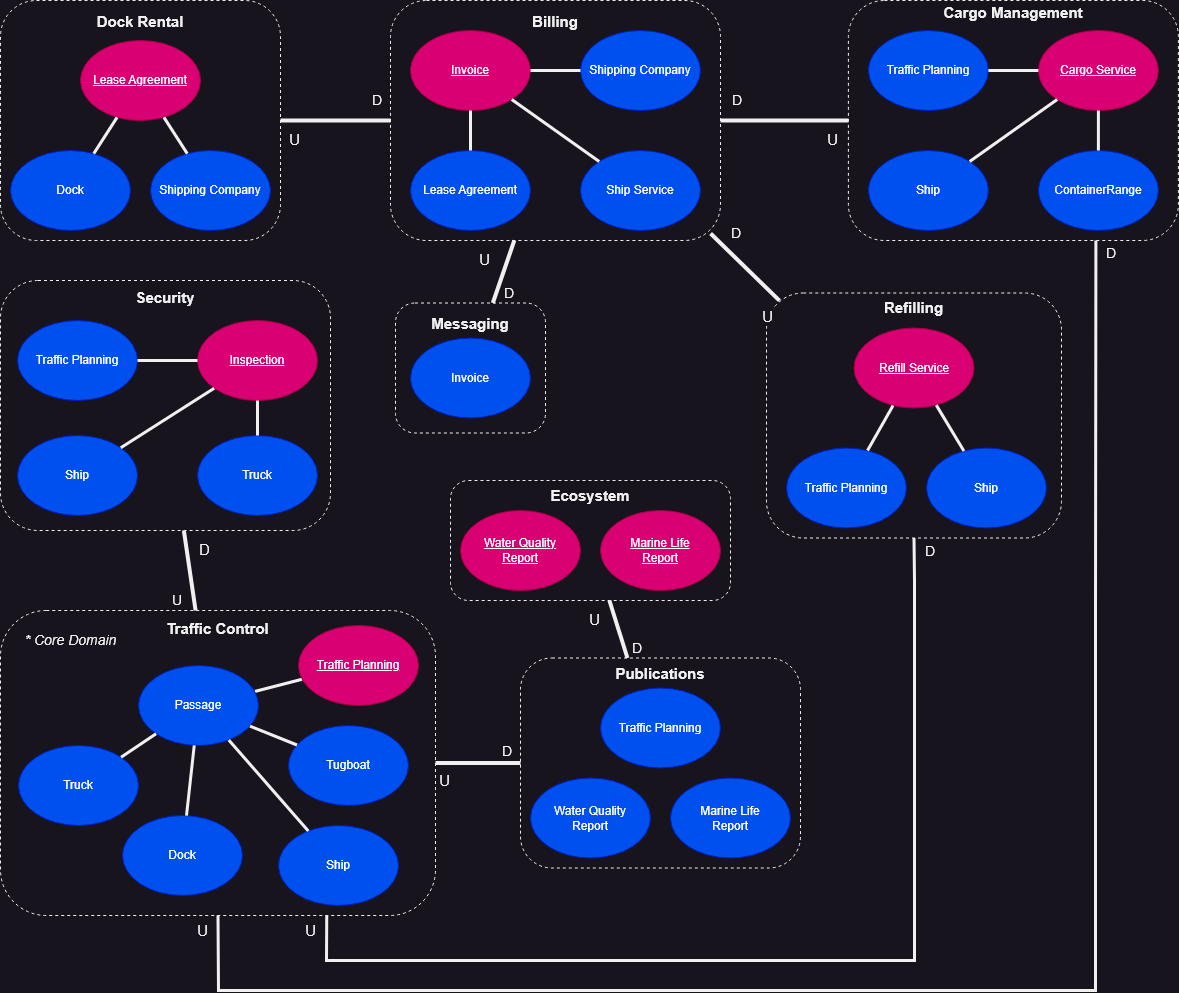 Dock Rental
Lease Agreement
Dock
Shipping Company
D
U
Billing
Invoice
Shipping Company
Lease Agreement
Ship Service
D
U
Cargo Management
Traffic Planning
Cargo Service
Ship
ContainerRange
D
U
D
D
U
Messaging
Invoice
Security
Traffic Planning
Inspection
Ship
Truck
U
Refilling
Refill Service
Traffic Planning
Ship
D
D
U
Ecosystem
Water Quality
Report
Marine Life
Report
U
D
Traffic Control
* Core Domain
Traffic Planning
Passage
Tugboat
Truck
Dock
Ship
D
U
Publications
Traffic Planning
Water Quality
Report
Marine Life
Report
U
U